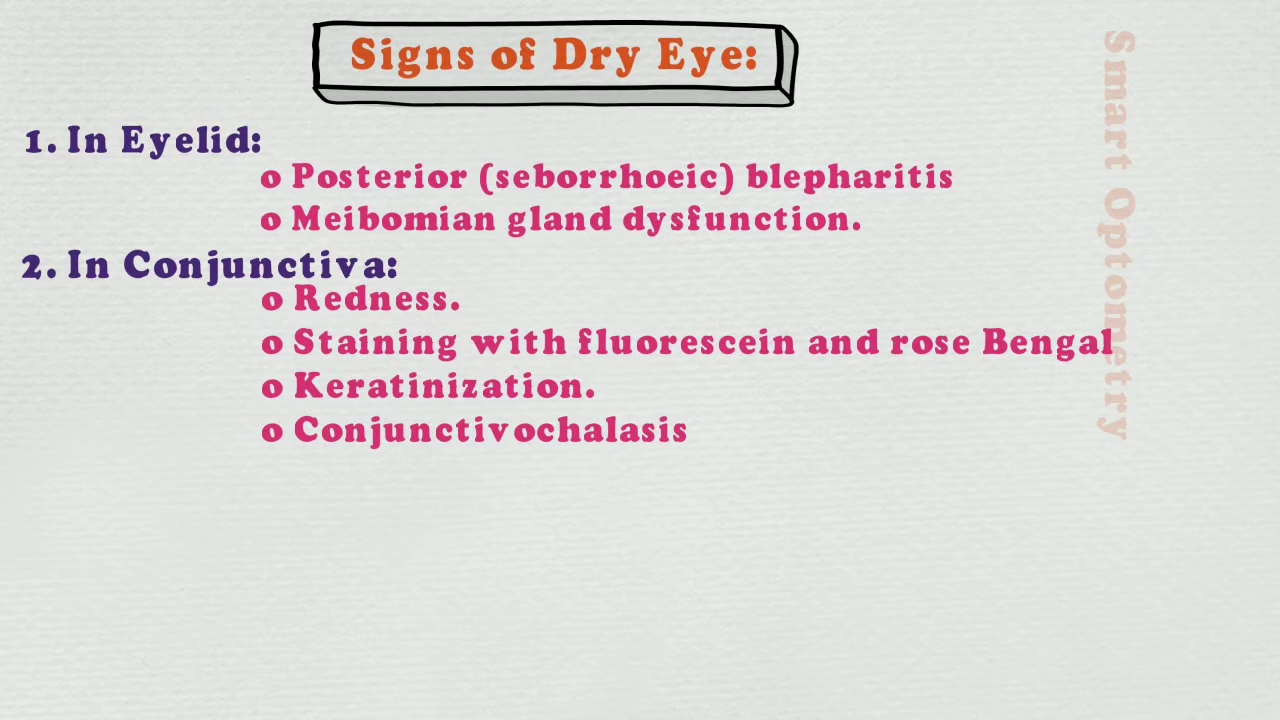 Signs of Dry Eye:
1. In Eyelid:
o Posterior (seborrhoeic) blepharitis
o Meibomian gland dysfunction.
2. In Conjunctiva:
o Redness.
o Staining with fluorescein and rose Bengal
o Keratinization.
o Conjunctivochalasis
Smart Optometry